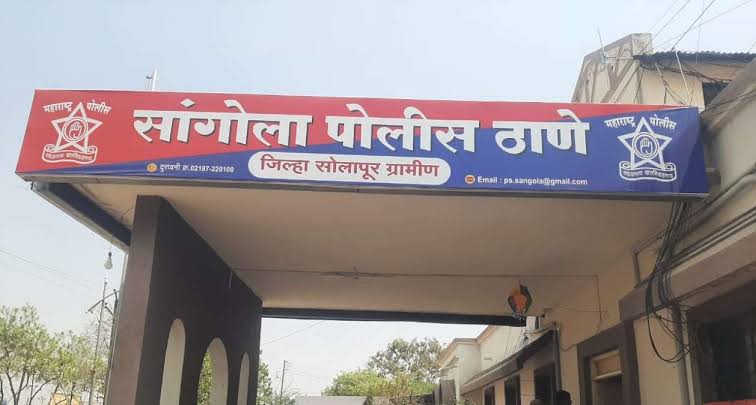 महाराष्ट्र पोलीस
सांगोला पोलीस ठाणे
महाराष्ट्र पोलीस
दुरध्वनी क्र.02187-220100
जिल्हा सोलापूर ग्रामीण
Email : ps.sangola@gmail.com